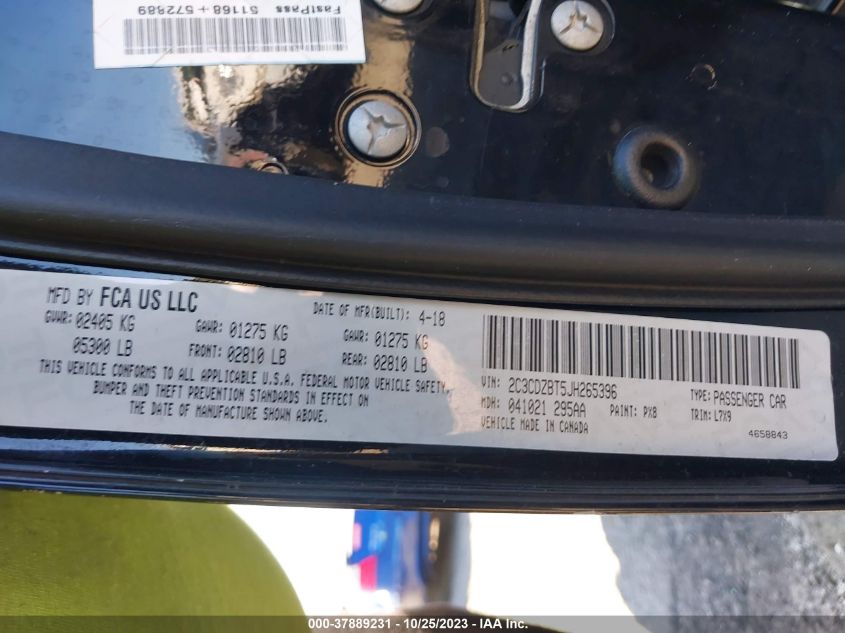 FastPass S1168+572889
MFD BY FCA US LLC
DATE OF MFR(BUILT): 4-18
GVWR: 02405 KG GAWR: 01275 KG GAWR: 01275 KG
05300 LB FRONT: 02810 LB REAR: 02810 LB
THIS VEHICLE CONFORMS TO ALL APPLICABLE U.S.A. FEDERAL MOTOR VEHICLE SAFETY,
BUMPER AND THEFT PREVENTION STANDARDS IN EFFECT ON
THE DATE OF MANUFACTURE SHOWN ABOVE.
VIN: 2C3CDZBT5JH265396 TYPE: PASSENGER CAR
MDH: 041021 295AA PAINT: PX8 TRIM: L7X9
VEHICLE MADE IN CANADA 4658843
000-37889231 - 10/25/2023 - IAA Inc.